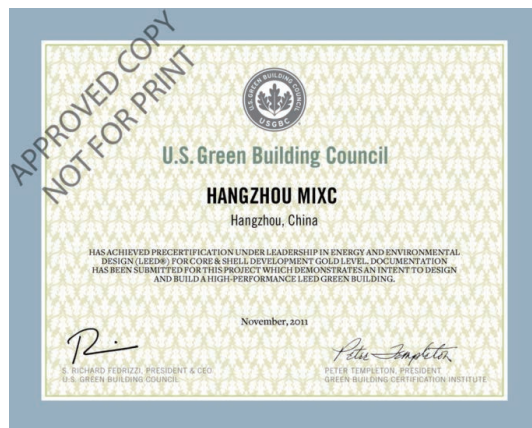 APPROVED COPY
NOT FOR PRINT
U.S. GREEN BUILDING COUNCIL
USGBC
U.S. Green Building Council
HANGZHOU MIXC
Hangzhou, China
HAS ACHIEVED PRECERTIFICATION UNDER LEADERSHIP IN ENERGY AND ENVIRONMENTAL
DESIGN (LEED®) FOR CORE & SHELL DEVELOPMENT GOLD LEVEL. DOCUMENTATION
HAS BEEN SUBMITTED FOR THIS PROJECT WHICH DEMONSTRATES AN INTENT TO DESIGN
AND BUILD A HIGH-PERFORMANCE LEED GREEN BUILDING.
November, 2011
Peter Templeton
S. RICHARD FEDRIZZI, PRESIDENT & CEO
U.S. GREEN BUILDING COUNCIL
PETER TEMPLETON, PRESIDENT
GREEN BUILDING CERTIFICATION INSTITUTE